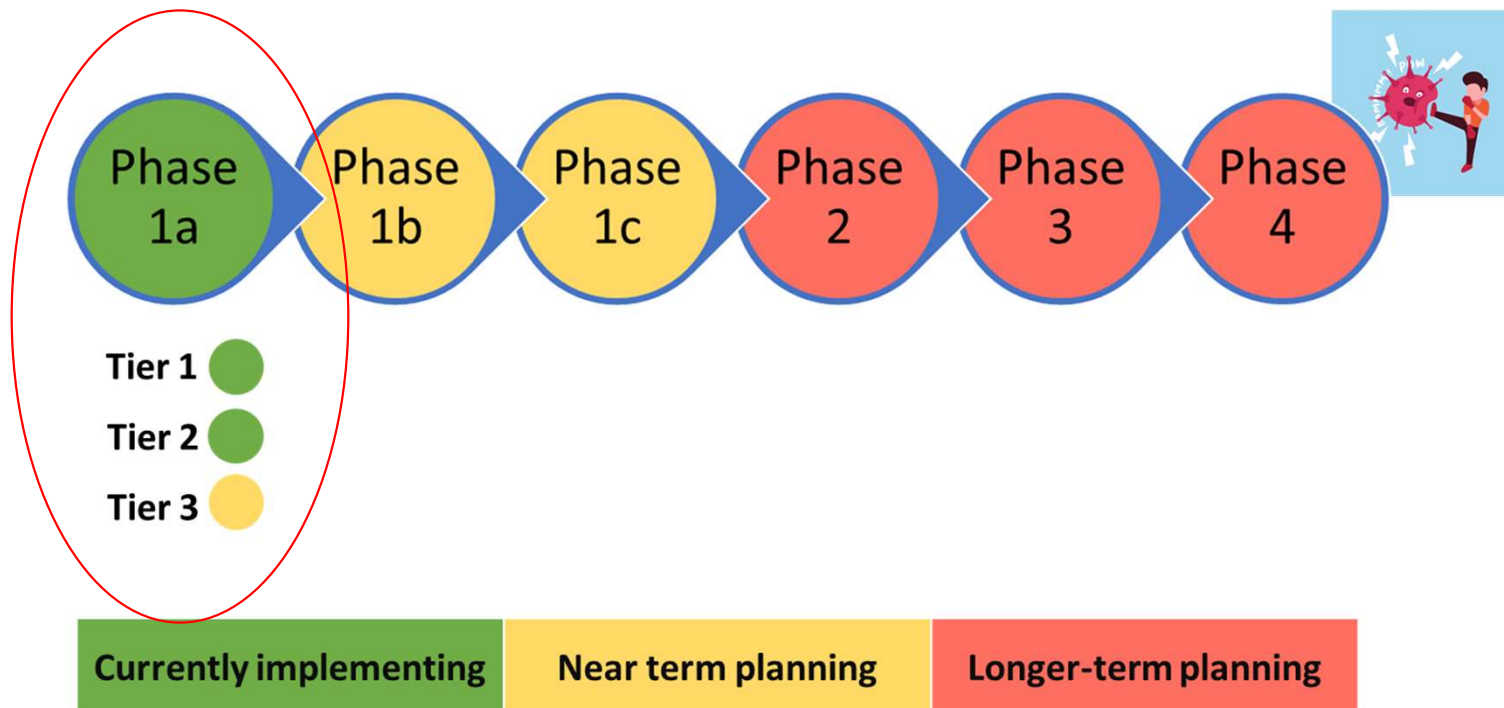 Phase
1a
Phase
1b
Phase
1c
Phase
2
Phase
3
Phase
4
Tier 1
Tier 2
Tier 3
Currently implementing
Near term planning
Longer-term planning